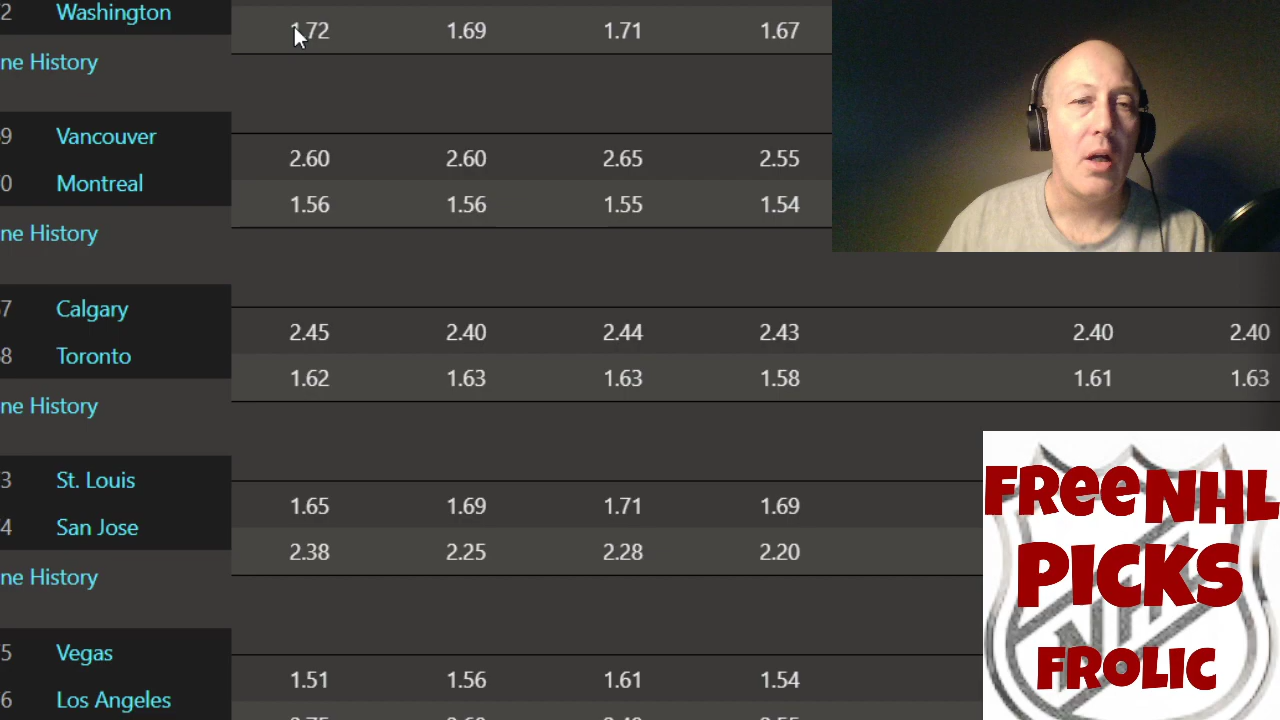 2 Washington
1.72 1.69 1.71 1.67
ne History
9 Vancouver
2.60 2.60 2.65 2.55
0 Montreal
1.56 1.56 1.55 1.54
ne History
7 Calgary
2.45 2.40 2.44 2.43 2.40 2.40
8 Toronto
1.62 1.63 1.63 1.58 1.61 1.63
ne History
3 St. Louis
1.65 1.69 1.71 1.69
4 San Jose
2.38 2.25 2.28 2.20
ne History
5 Vegas
1.51 1.56 1.61 1.54
6 Los Angeles
FReeNHL
PICKS
FROLIC
NHL